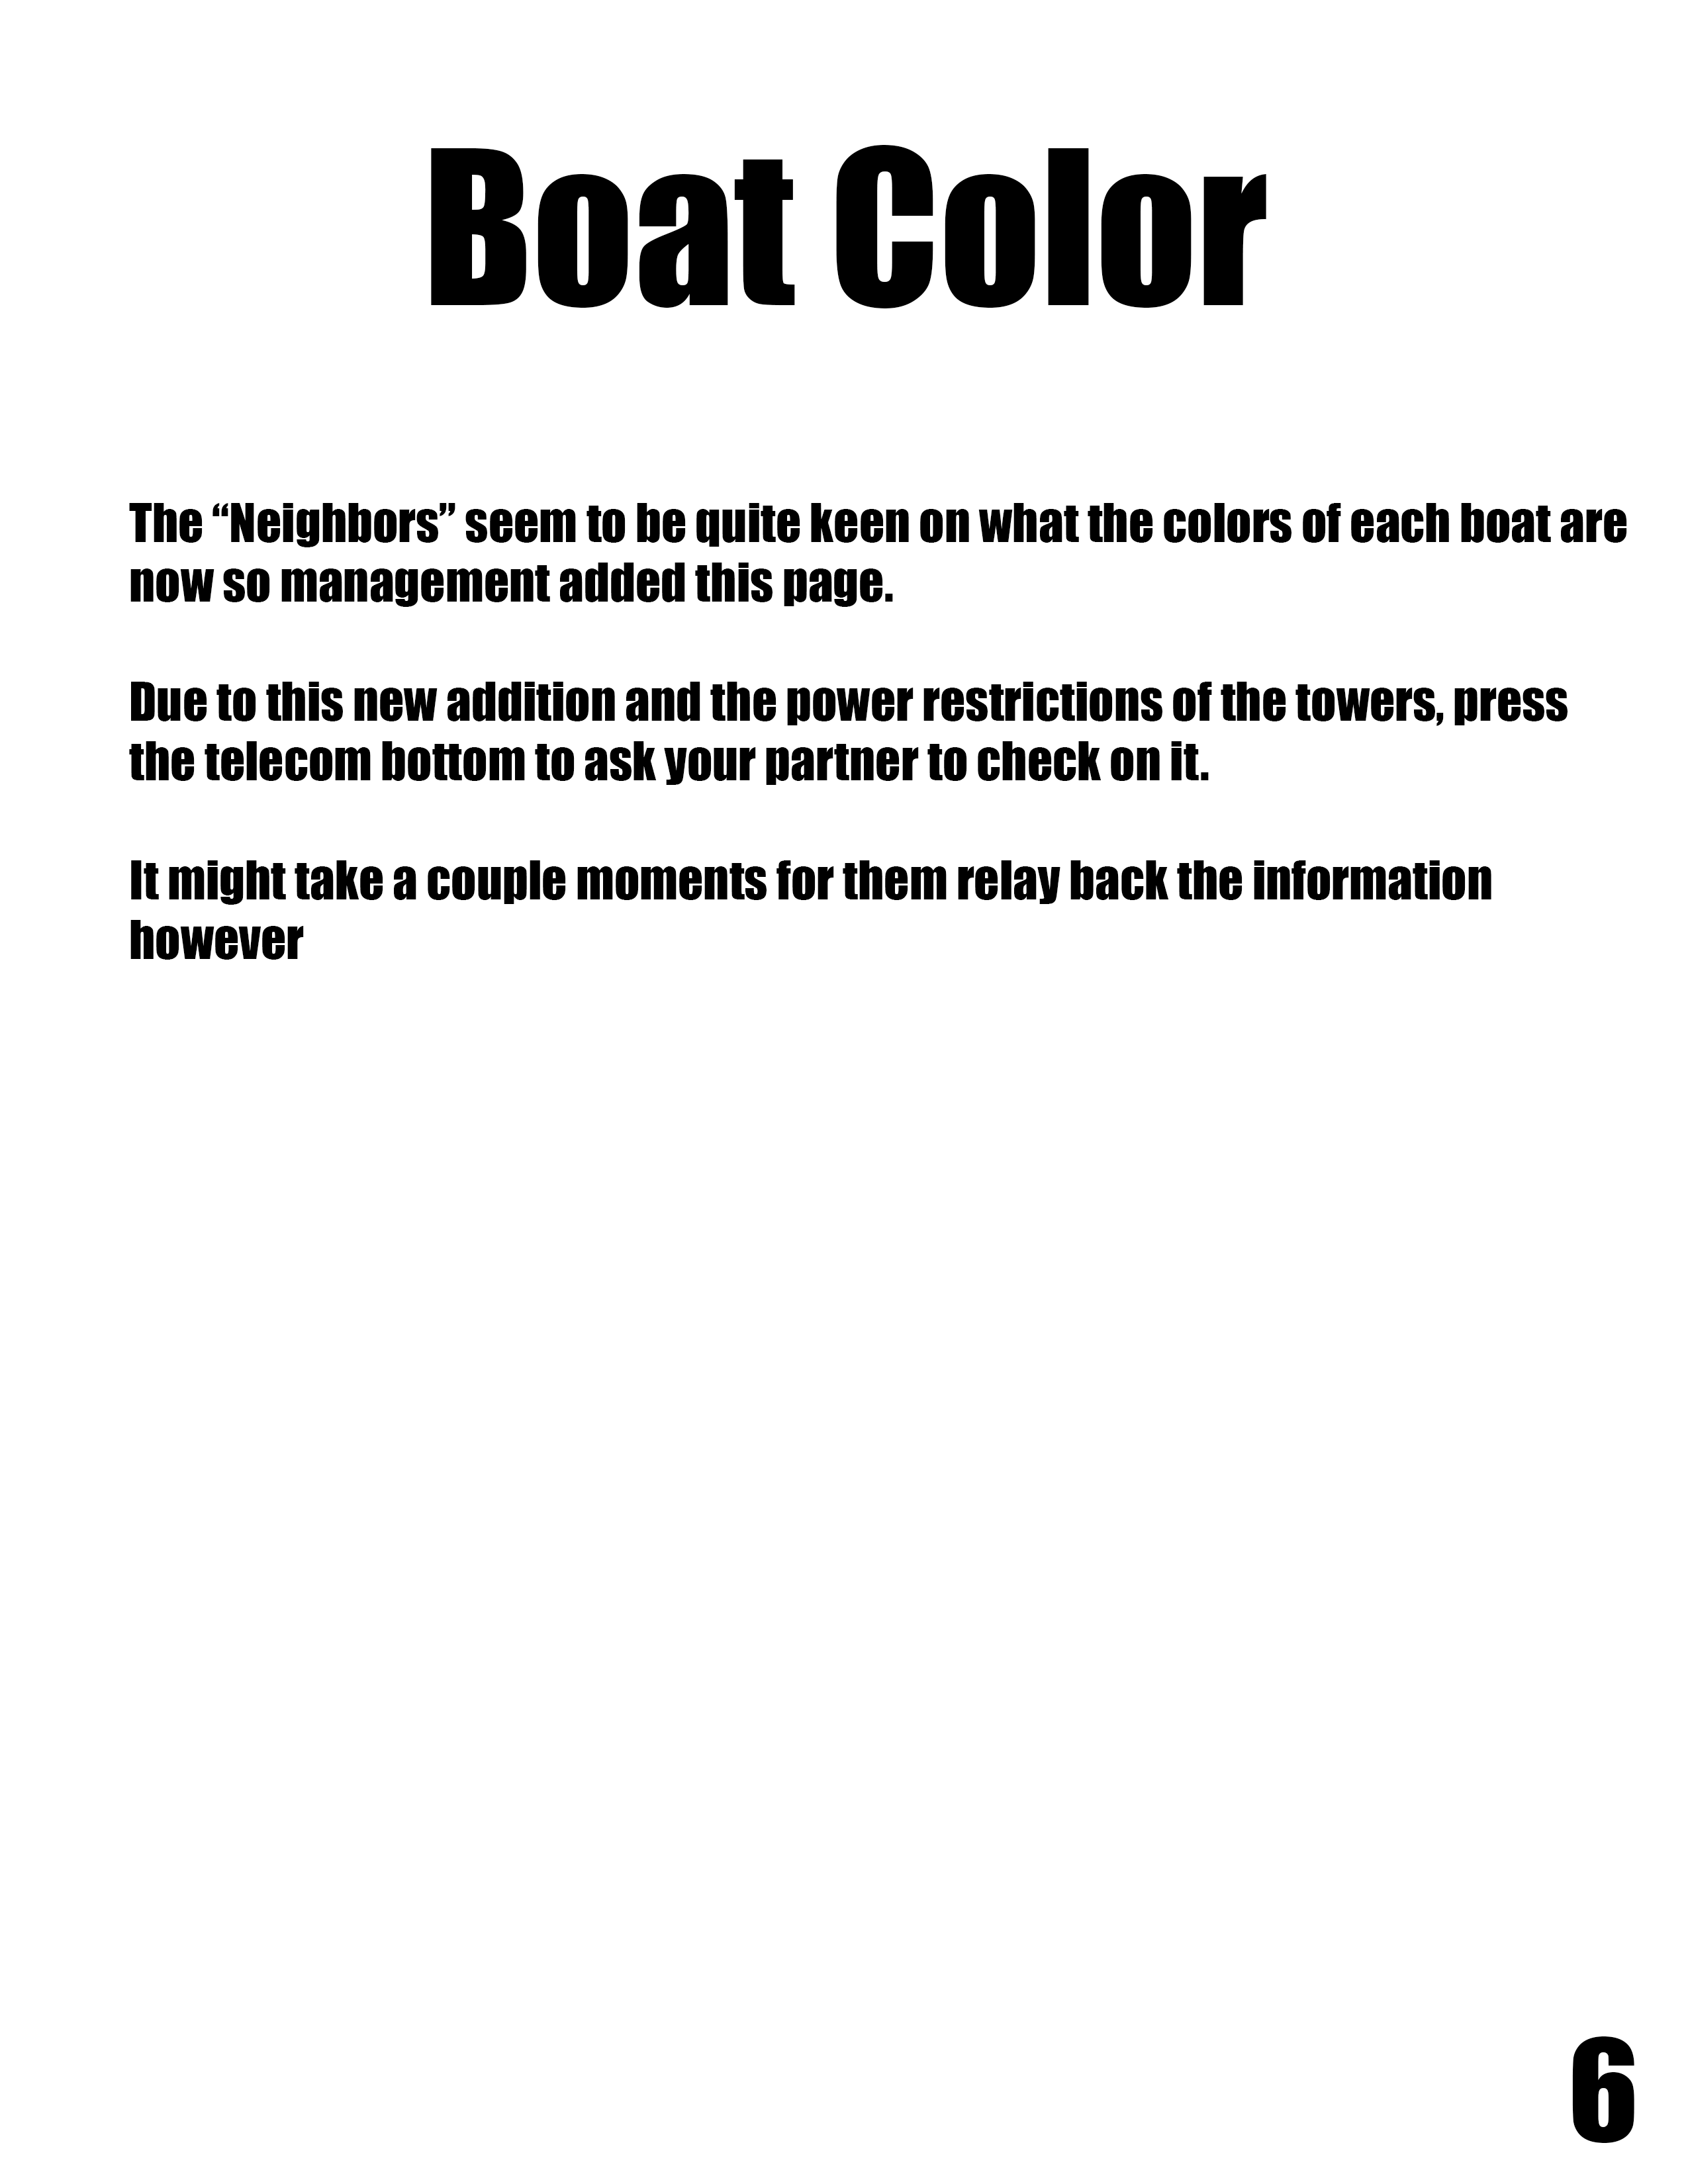 Boat Color
The “Neighbors” seem to be quite keen on what the colors of each boat are
now so management added this page.
Due to this new addition and the power restrictions of the towers, press
the telecom bottom to ask your partner to check on it.
It might take a couple moments for them relay back the information
however
6